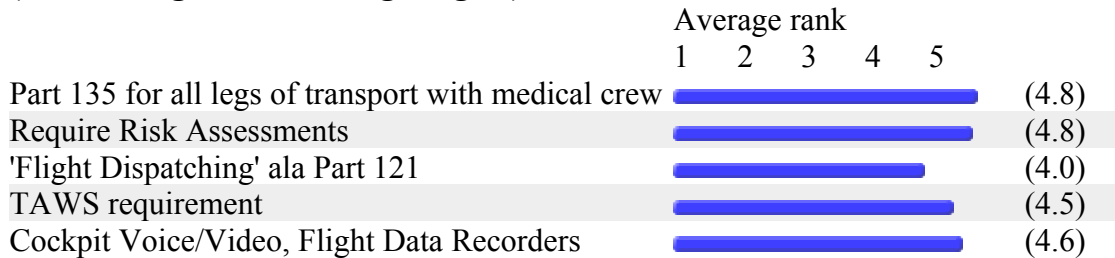 Average rank
1 2 3 4 5
Part 135 for all legs of transport with medical crew (4.8)
Require Risk Assessments (4.8)
'Flight Dispatching' ala Part 121 (4.0)
TAWS requirement (4.5)
Cockpit Voice/Video, Flight Data Recorders (4.6)